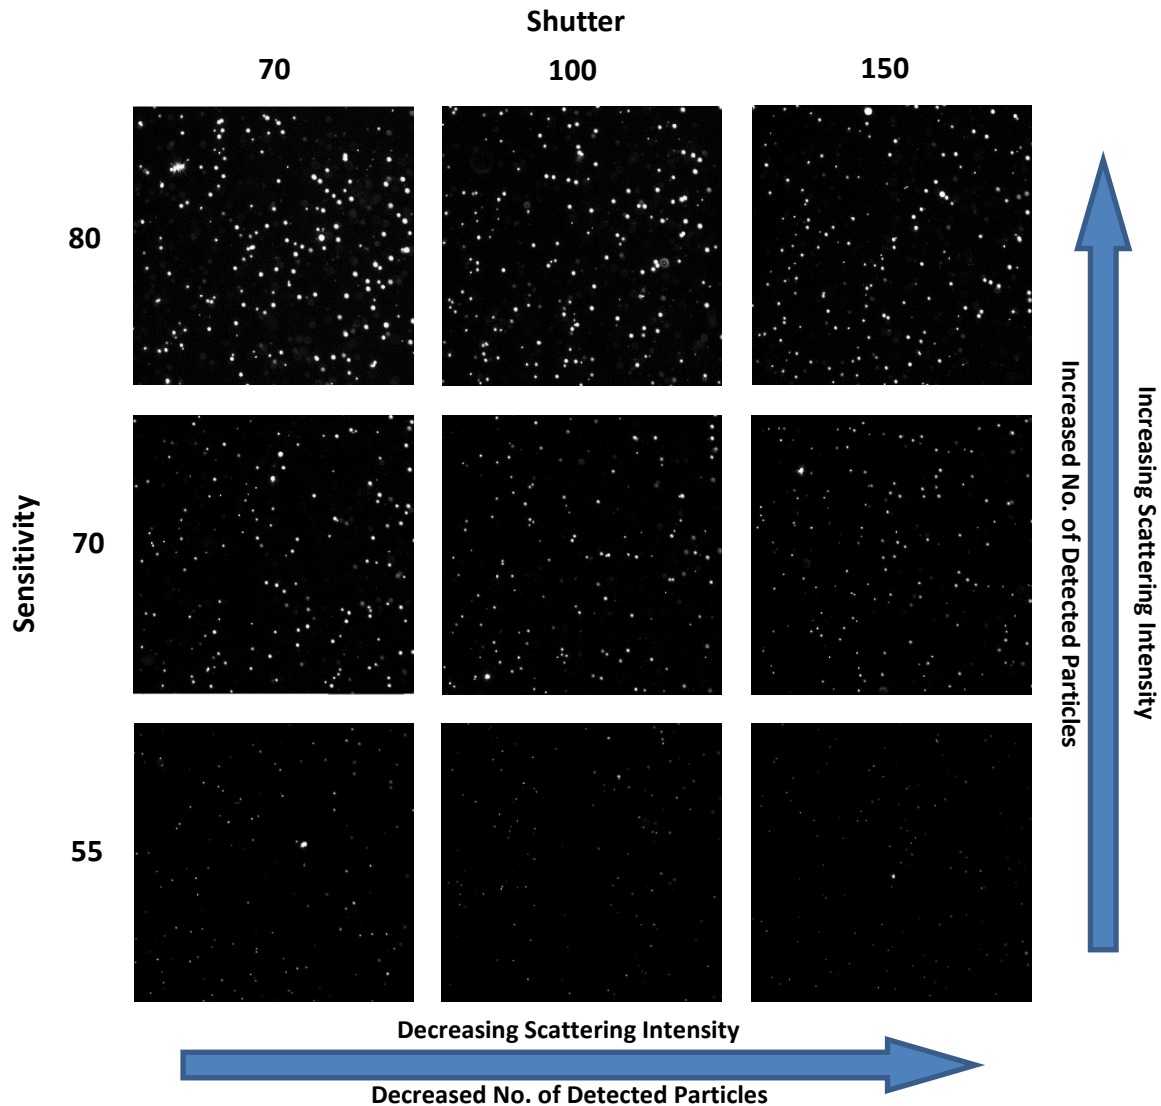 Shutter
70
100
150
80
70
55
Sensitivity
Increased No. of Detected Particles
Increasing Scattering Intensity
Decreasing Scattering Intensity
Decreased No. of Detected Particles